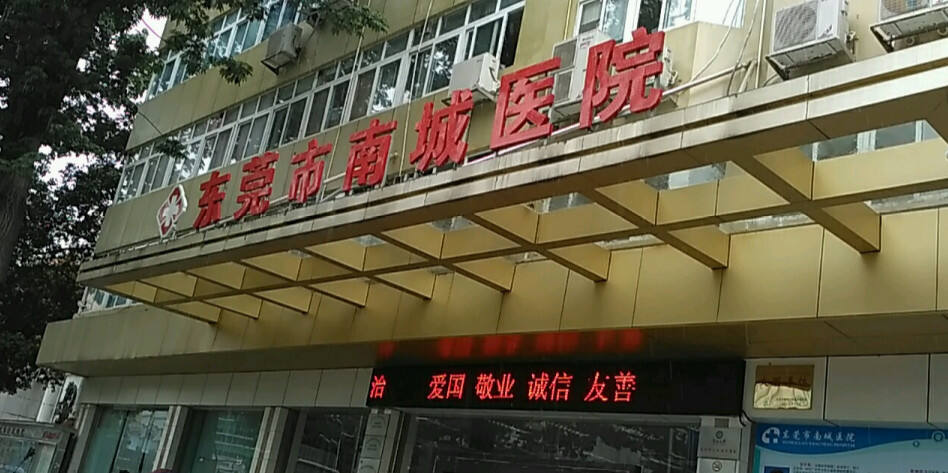 东莞市南城医院
治 爱国 敬业 诚信 友善
东莞市南城医院